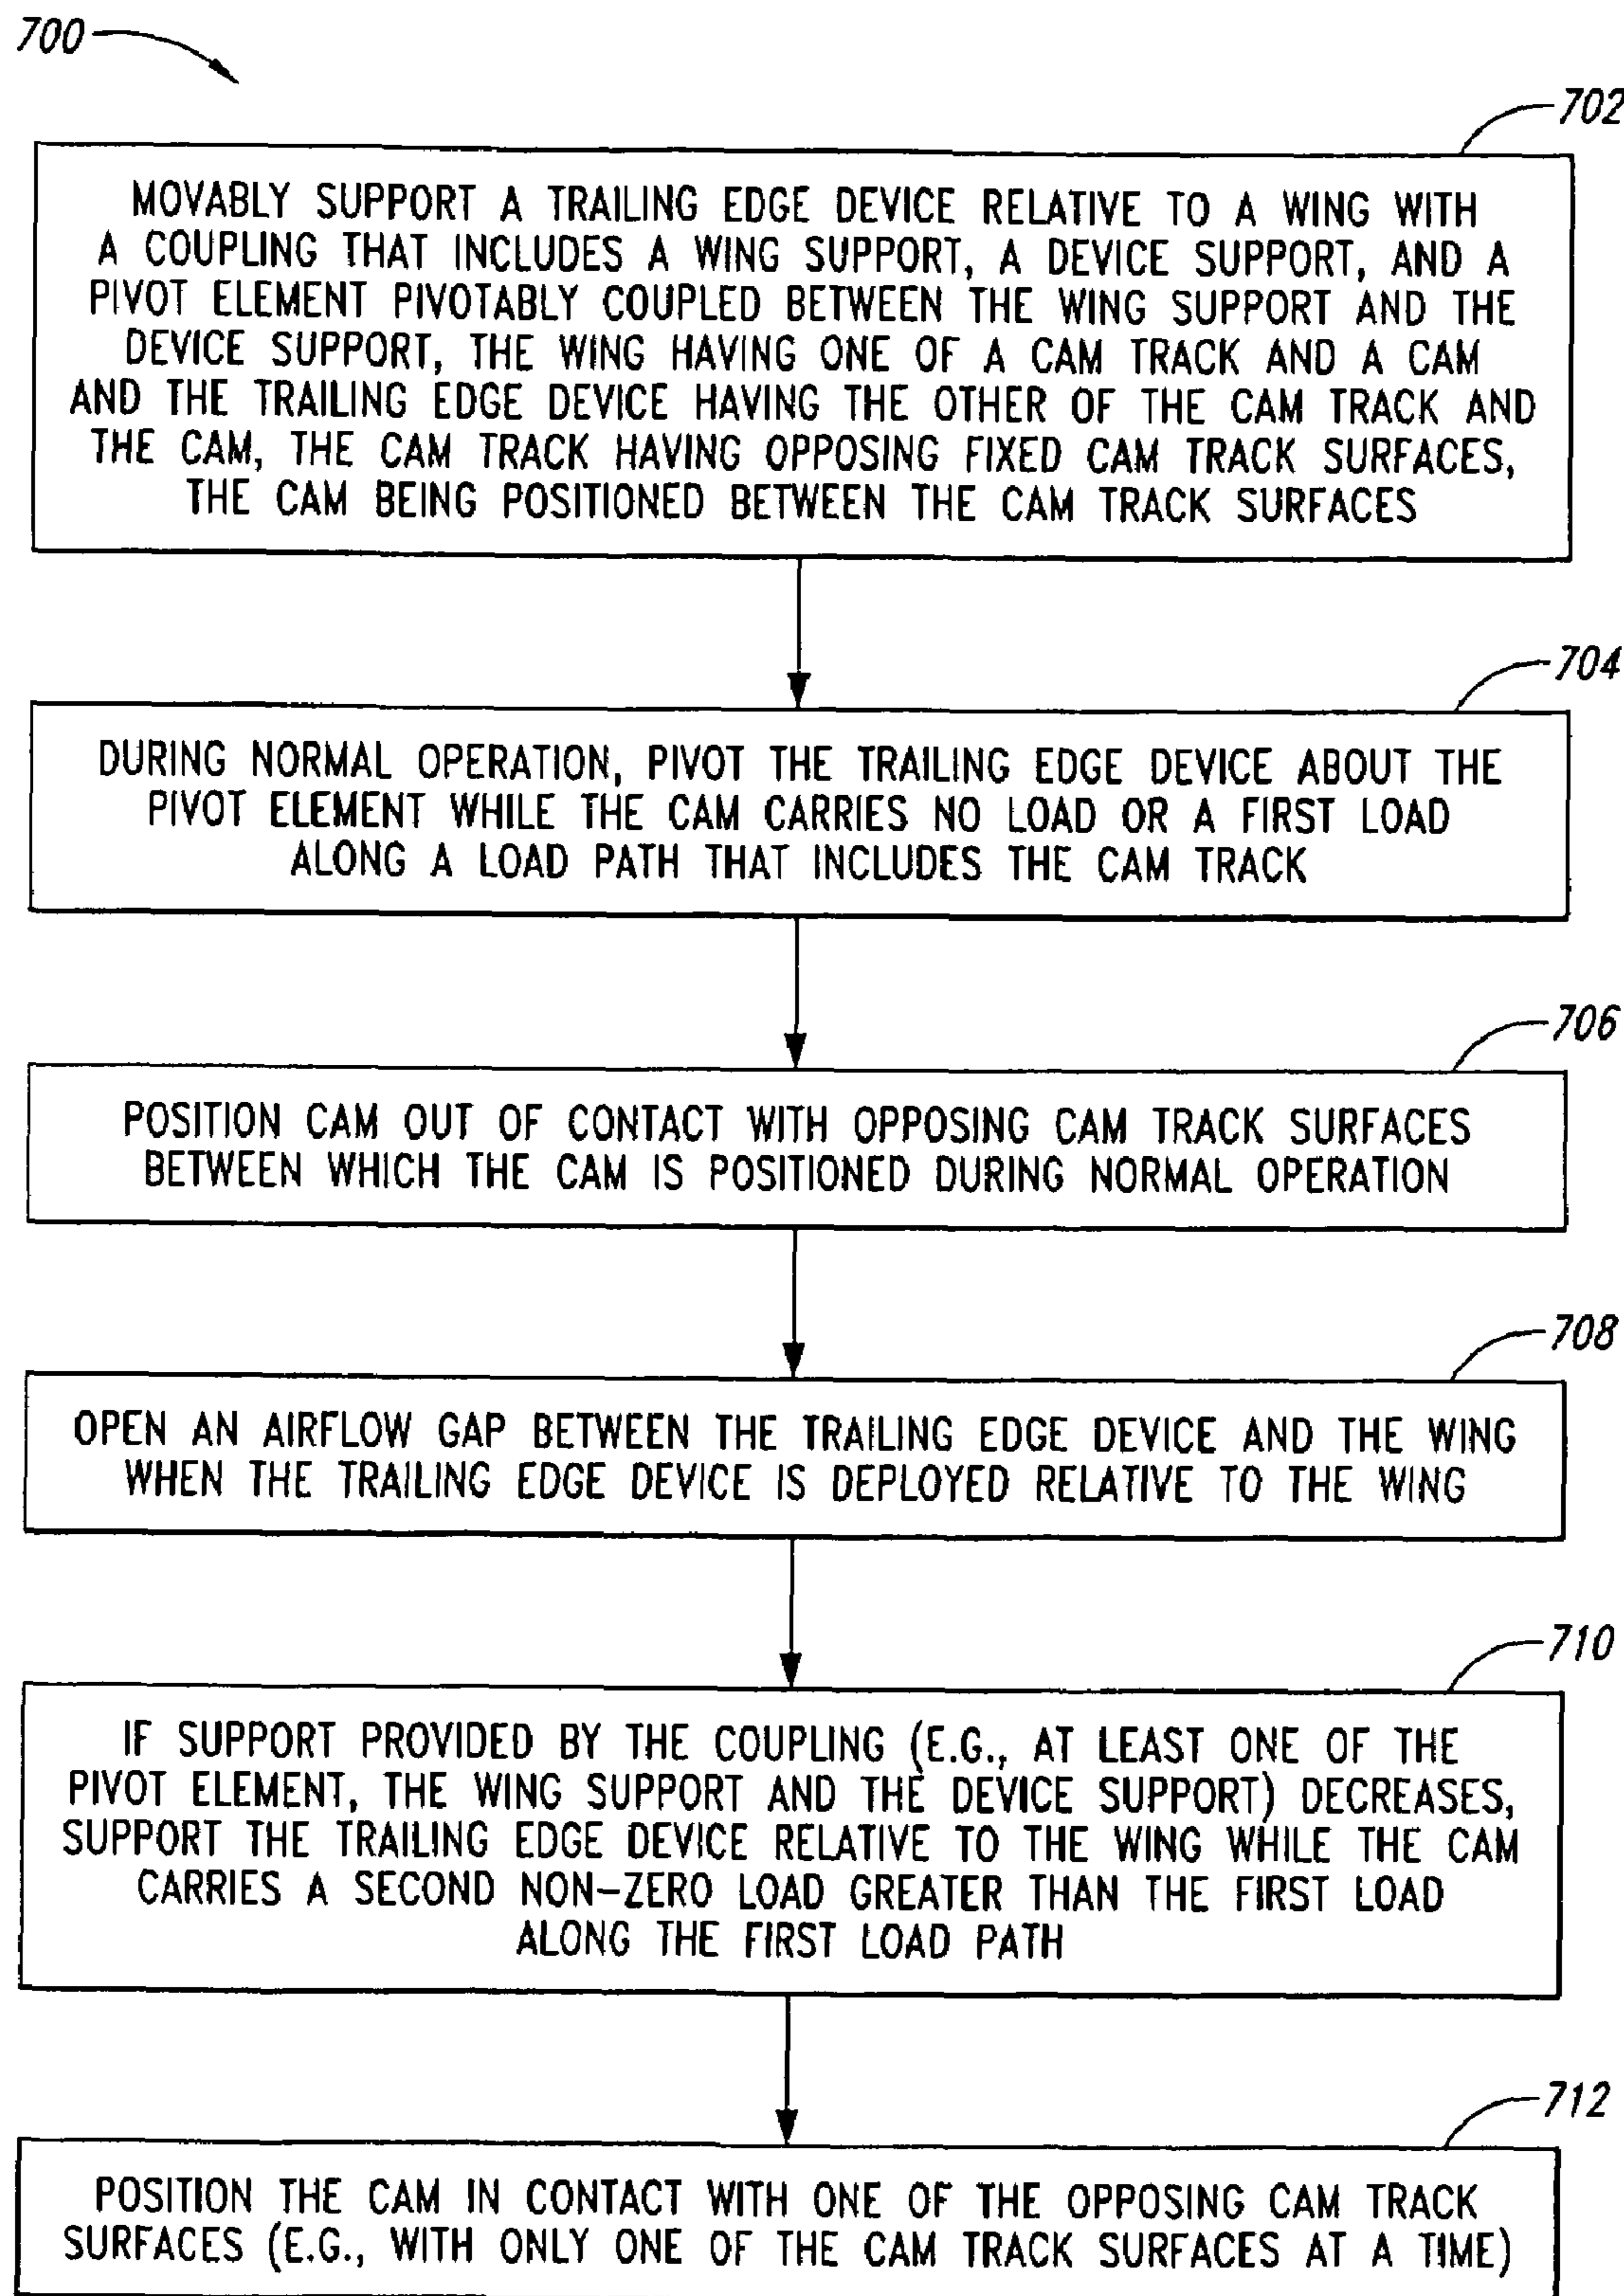 700
702
MOVABLY SUPPORT A TRAILING EDGE DEVICE RELATIVE TO A WING WITH
A COUPLING THAT INCLUDES A WING SUPPORT, A DEVICE SUPPORT, AND A
PIVOT ELEMENT PIVOTABLY COUPLED BETWEEN THE WING SUPPORT AND THE
DEVICE SUPPORT, THE WING HAVING ONE OF A CAM TRACK AND A CAM
AND THE TRAILING EDGE DEVICE HAVING THE OTHER OF THE CAM TRACK AND
THE CAM, THE CAM TRACK HAVING OPPOSING FIXED CAM TRACK SURFACES,
THE CAM BEING POSITIONED BETWEEN THE CAM TRACK SURFACES
704
DURING NORMAL OPERATION, PIVOT THE TRAILING EDGE DEVICE ABOUT THE
PIVOT ELEMENT WHILE THE CAM CARRIES NO LOAD OR A FIRST LOAD
ALONG A LOAD PATH THAT INCLUDES THE CAM TRACK
706
POSITION CAM OUT OF CONTACT WITH OPPOSING CAM TRACK SURFACES
BETWEEN WHICH THE CAM IS POSITIONED DURING NORMAL OPERATION
708
OPEN AN AIRFLOW GAP BETWEEN THE TRAILING EDGE DEVICE AND THE WING
WHEN THE TRAILING EDGE DEVICE IS DEPLOYED RELATIVE TO THE WING
710
IF SUPPORT PROVIDED BY THE COUPLING (E.G., AT LEAST ONE OF THE
PIVOT ELEMENT, THE WING SUPPORT AND THE DEVICE SUPPORT) DECREASES,
SUPPORT THE TRAILING EDGE DEVICE RELATIVE TO THE WING WHILE THE CAM
CARRIES A SECOND NON-ZERO LOAD GREATER THAN THE FIRST LOAD
ALONG THE FIRST LOAD PATH
712
POSITION THE CAM IN CONTACT WITH ONE OF THE OPPOSING CAM TRACK
SURFACES (E.G., WITH ONLY ONE OF THE CAM TRACK SURFACES AT A TIME)